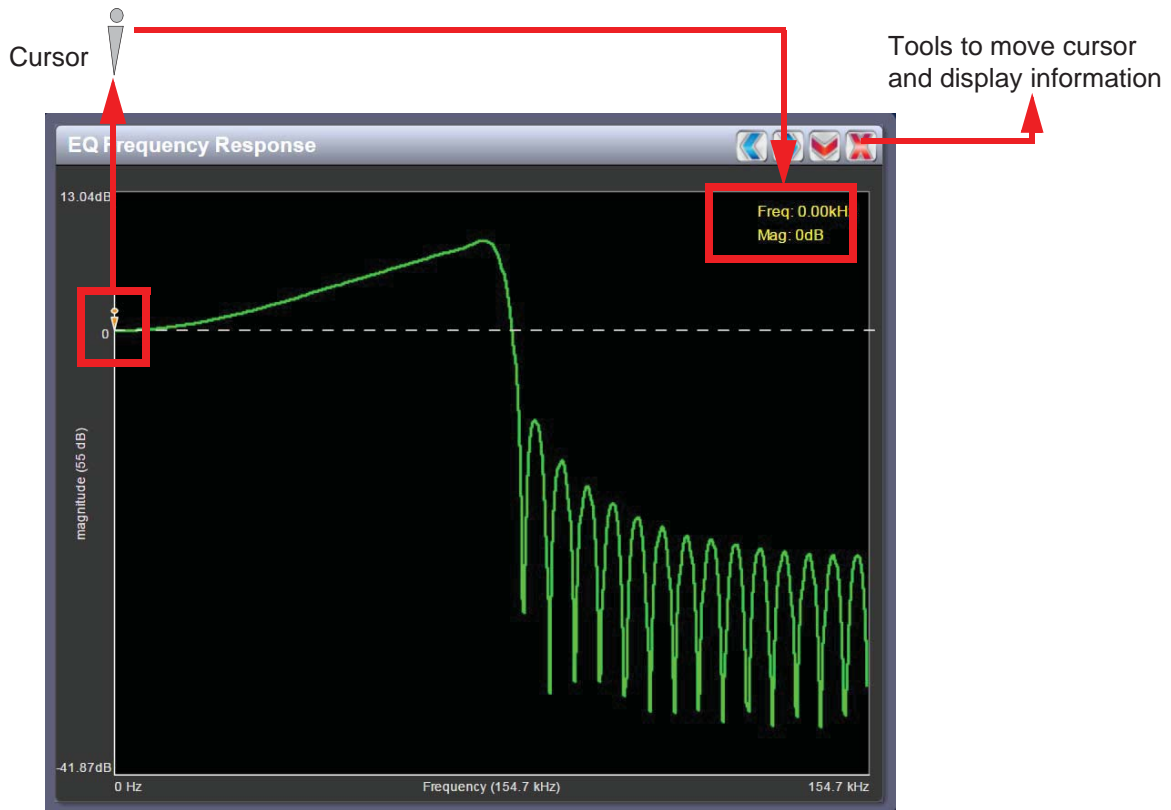 Cursor
Tools to move cursor
and display information
EQ Frequency Response
13.04dB
Freq: 0.00kHz
Mag: 0dB
0
magnitude (55 dB)
-41.87dB
0 Hz
Frequency (154.7 kHz)
154.7 kHz